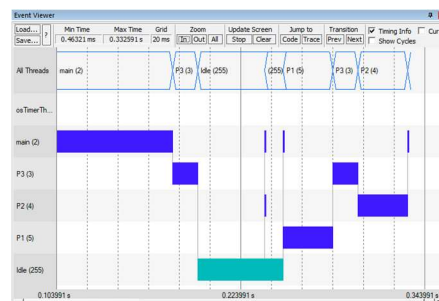 Event Viewer
Load... Min Time Max Time Grid Zoom Update Screen Jump to Transition Timing Info Cur
Save... ? 0.46321 ms 0.332591 s 20 ms In Out All Stop Clear Code Trace Prev Next Show Cycles
All Threads main (2) P3 (3) Idle (255) (255) P1 (5) P3 (3) P2 (4)
osTimerTh...
main (2)
P3 (3)
P2 (4)
P1 (5)
Idle (255)
0.103991 s 0.223991 s 0.343991 s